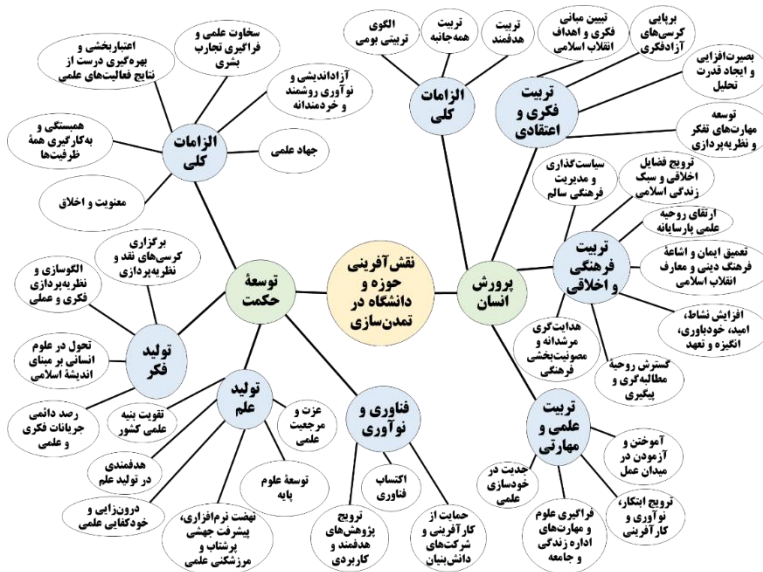 نقش‌آفرینی
حوزه و
دانشگاه در
تمدن‌سازی
پرورش
انسان
الزامات
کلی
تربیت
هدفمند
تربیت
همه‌جانبه
الگوی
تربیتی بومی
تربیت
فکری و
اعتقادی
تبیین مبانی
فکری و اهداف
انقلاب اسلامی
برپایی
کرسی‌های
آزادفکری
بصیرت‌افزایی
و ایجاد قدرت
تحلیل
توسعه
مهارت‌های تفکر
و نظریه‌پردازی
تربیت
فرهنگی
و اخلاقی
سیاست‌گذاری
و مدیریت
فرهنگی سالم
ترویج فضایل
اخلاقی و سبک
زندگی اسلامی
ارتقای روحیه
علمی پارسایانه
تعمیق ایمان و اشاعهٔ
فرهنگ دینی و معارف
انقلاب اسلامی
افزایش نشاط،
امید، خودباوری،
انگیزه و تعهد
گسترش روحیهٔ
مطالبه‌گری و
پیگیری
هدایت‌گری
مرشدانه و
مصونیت‌بخشی
فرهنگی
تربیت
علمی و
مهارتی
آموختن و
آزمودن در
میدان عمل
ترویج ابتکار،
نوآوری و
کارآفرینی
فراگیری علوم
و مهارت‌های
اداره زندگی
و جامعه
جدیت در
خودسازی
علمی
توسعهٔ
حکمت
الزامات
کلی
سخاوت علمی و
فراگیری تجارب
بشری
اعتباربخشی و
بهره‌گیری درست از
نتایج فعالیت‌های علمی
آزاداندیشی و
نوآوری روشمند
و خردمندانه
جهاد علمی
همبستگی و
به‌کارگیری همهٔ
ظرفیت‌ها
معنویت و اخلاق
تولید
فکر
برگزاری
کرسی‌های نقد و
نظریه‌پردازی
الگوسازی و
نظریه‌پردازی
فکری و عملی
تحول در علوم
انسانی بر مبنای
اندیشهٔ اسلامی
رصد دائمی
جریانات فکری
و علمی
تولید
علم
تقویت بنیه
علمی کشور
هدفمندی
در تولید علم
درون‌زایی و
خودکفایی علمی
نهضت نرم‌افزاری،
پیشرفت جهشی
پرشتاب و
مرزشکنی علمی
توسعهٔ علوم
پایه
عزت و
مرجعیت
علمی
فناوری و
نوآوری
اکتساب
فناوری
ترویج
پژوهش‌های
هدفمند و
کاربردی
حمایت از
کارآفرینی و
شرکت‌های
دانش‌بنیان